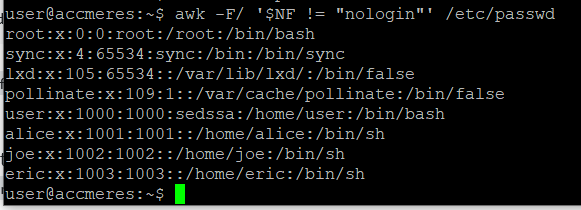 user@accmeres:~$ awk -F/ '$NF != "nologin"' /etc/passwd
root:x:0:0:root:/root:/bin/bash
sync:x:4:65534:sync:/bin:/bin/sync
lxd:x:105:65534::/var/lib/lxd/:/bin/false
pollinate:x:109:1::/var/cache/pollinate:/bin/false
user:x:1000:1000:sedssa:/home/user:/bin/bash
alice:x:1001:1001::/home/alice:/bin/sh
joe:x:1002:1002::/home/joe:/bin/sh
eric:x:1003:1003::/home/eric:/bin/sh
user@accmeres:~$